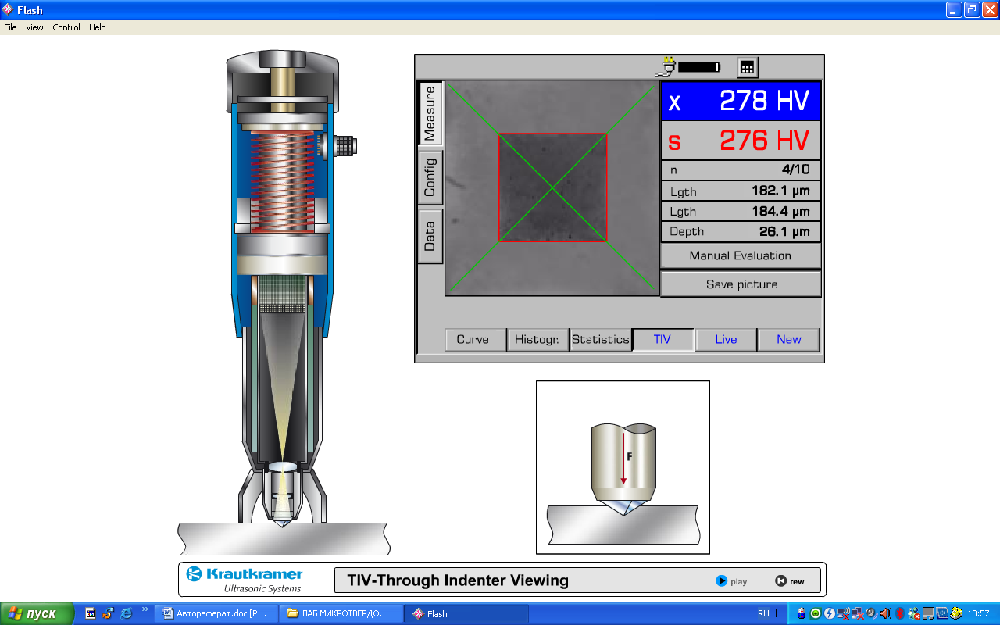 Flash
File View Control Help
Measure
Config
Data
x 278 HV
s 276 HV
n 4/10
Lgth 182.1 µm
Lgth 184.4 µm
Depth 26.1 µm
Manual Evaluation
Save picture
Curve Histogr. Statistics TIV Live New
F
Krautkramer
Ultrasonic Systems
TIV-Through Indenter Viewing
play rew
пуск Автореферат.doc [Р... ЛАБ МИКРОТВЕРДО... Flash RU 10:57